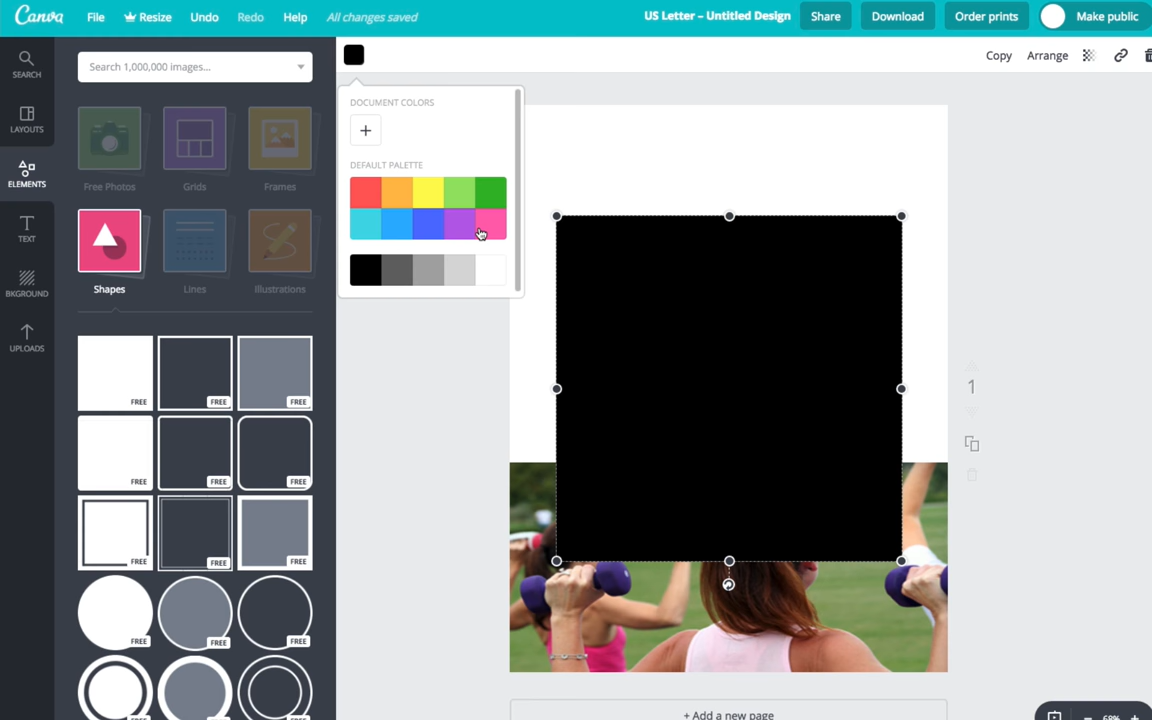 Canva File Resize Undo Redo Help All changes saved US Letter – Untitled Design Share Download Order prints Make public
SEARCH
LAYOUTS
ELEMENTS
TEXT
BKGROUND
UPLOADS
Search 1,000,000 images...
Free Photos Grids Frames
Shapes Lines Illustrations
FREE FREE FREE
FREE FREE FREE
FREE FREE FREE
FREE FREE FREE
Copy Arrange
DOCUMENT COLORS
+
DEFAULT PALETTE
1
+ Add a new page
68%